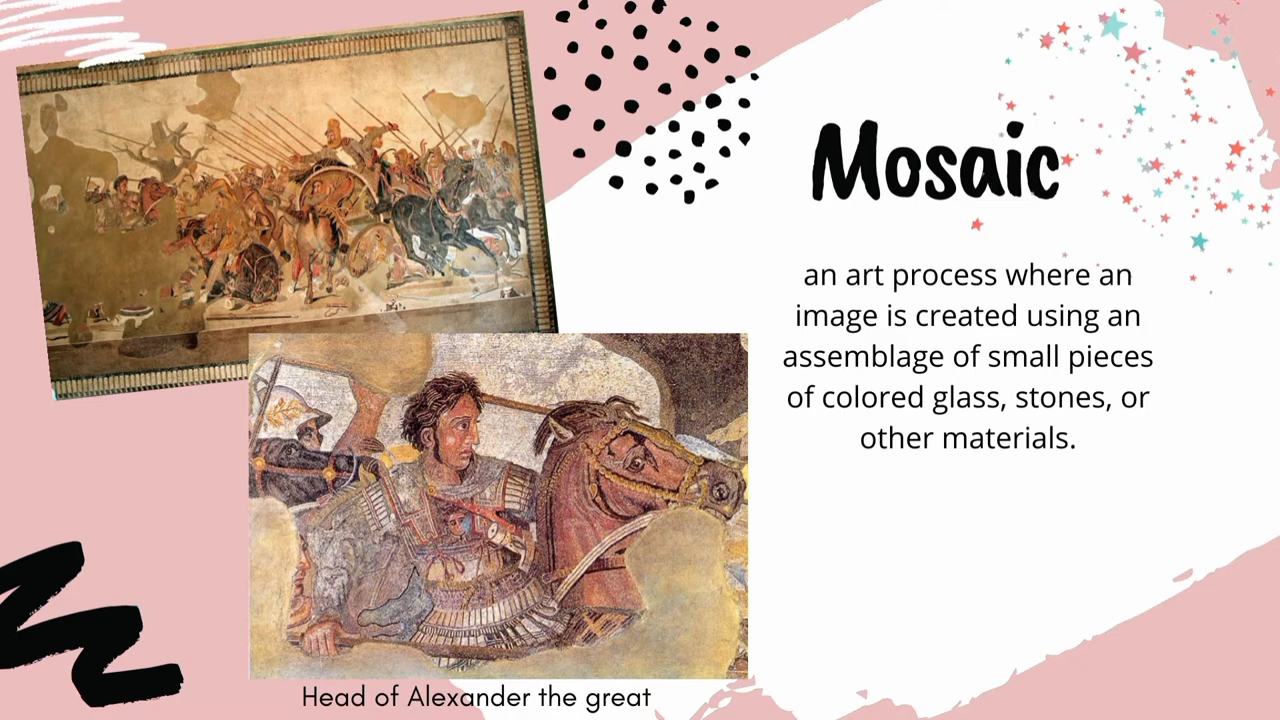 Mosaic
an art process where an
image is created using an
assemblage of small pieces
of colored glass, stones, or
other materials.
Head of Alexander the great